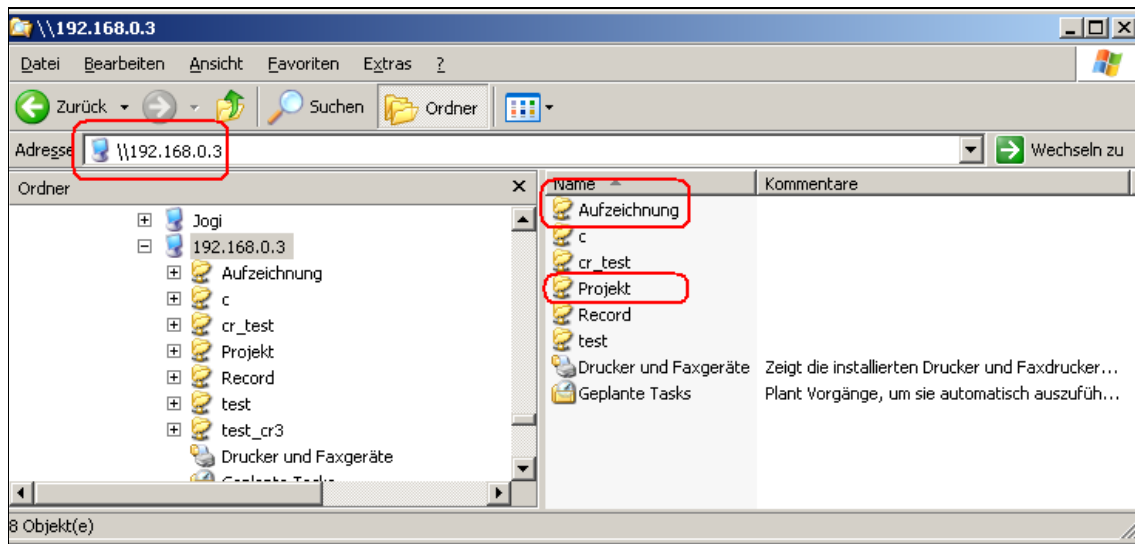 \\192.168.0.3
Datei Bearbeiten Ansicht Favoriten Extras ?
Zurück Suchen Ordner
Adresse \\192.168.0.3 Wechseln zu
Ordner
Jogi
192.168.0.3
Aufzeichnung
c
cr_test
Projekt
Record
test
test_cr3
Drucker und Faxgeräte
Geplante Tasks
Name Kommentare
Aufzeichnung
c
cr_test
Projekt
Record
test
Drucker und Faxgeräte Zeigt die installierten Drucker und Faxdrucker...
Geplante Tasks Plant Vorgänge, um sie automatisch auszufüh...
8 Objekt(e)